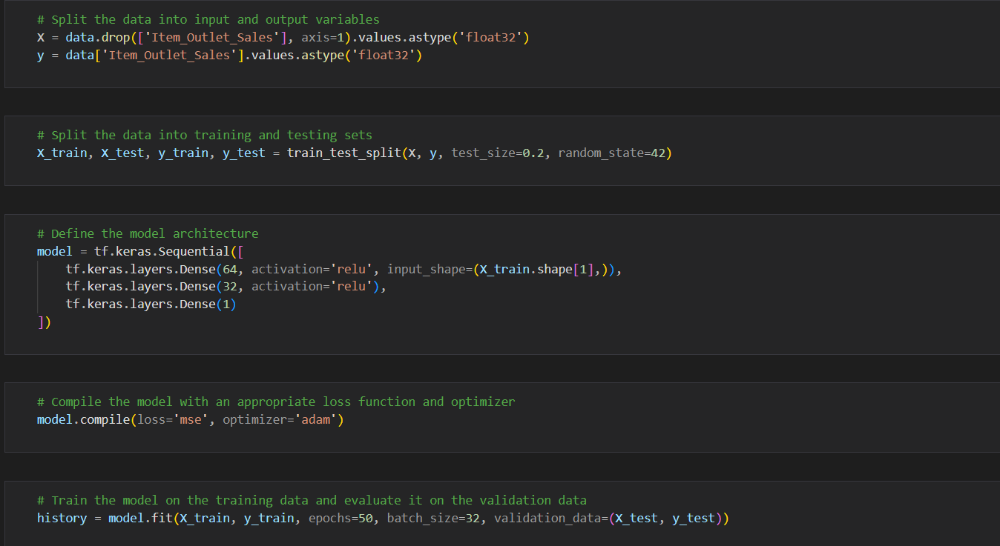 # Split the data into input and output variables
X = data.drop(['Item_Outlet_Sales'], axis=1).values.astype('float32')
y = data['Item_Outlet_Sales'].values.astype('float32')
# Split the data into training and testing sets
X_train, X_test, y_train, y_test = train_test_split(X, y, test_size=0.2, random_state=42)
# Define the model architecture
model = tf.keras.Sequential([
    tf.keras.layers.Dense(64, activation='relu', input_shape=(X_train.shape[1],)),
    tf.keras.layers.Dense(32, activation='relu'),
    tf.keras.layers.Dense(1)
])
# Compile the model with an appropriate loss function and optimizer
model.compile(loss='mse', optimizer='adam')
# Train the model on the training data and evaluate it on the validation data
history = model.fit(X_train, y_train, epochs=50, batch_size=32, validation_data=(X_test, y_test))